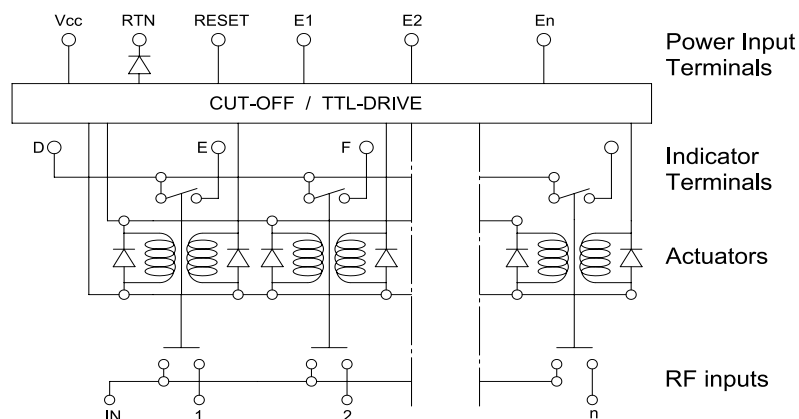 Vcc RTN RESET E1 E2 En
Power Input
Terminals
CUT-OFF / TTL-DRIVE
D E F
Indicator
Terminals
Actuators
RF inputs
IN 1 2 n